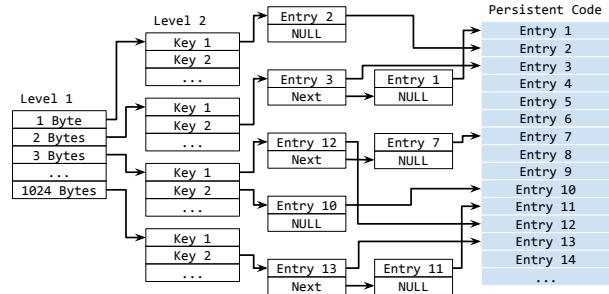 Level 1
1 Byte
2 Bytes
3 Bytes
...
1024 Bytes
Level 2
Key 1
Key 2
...
Key 1
Key 2
...
Key 1
Key 2
...
Key 1
Key 2
...
Entry 2
NULL
Entry 3
Next
Entry 1
NULL
Entry 12
Next
Entry 7
NULL
Entry 10
NULL
Entry 13
Next
Entry 11
NULL
Persistent Code
Entry 1
Entry 2
Entry 3
Entry 4
Entry 5
Entry 6
Entry 7
Entry 8
Entry 9
Entry 10
Entry 11
Entry 12
Entry 13
Entry 14
...